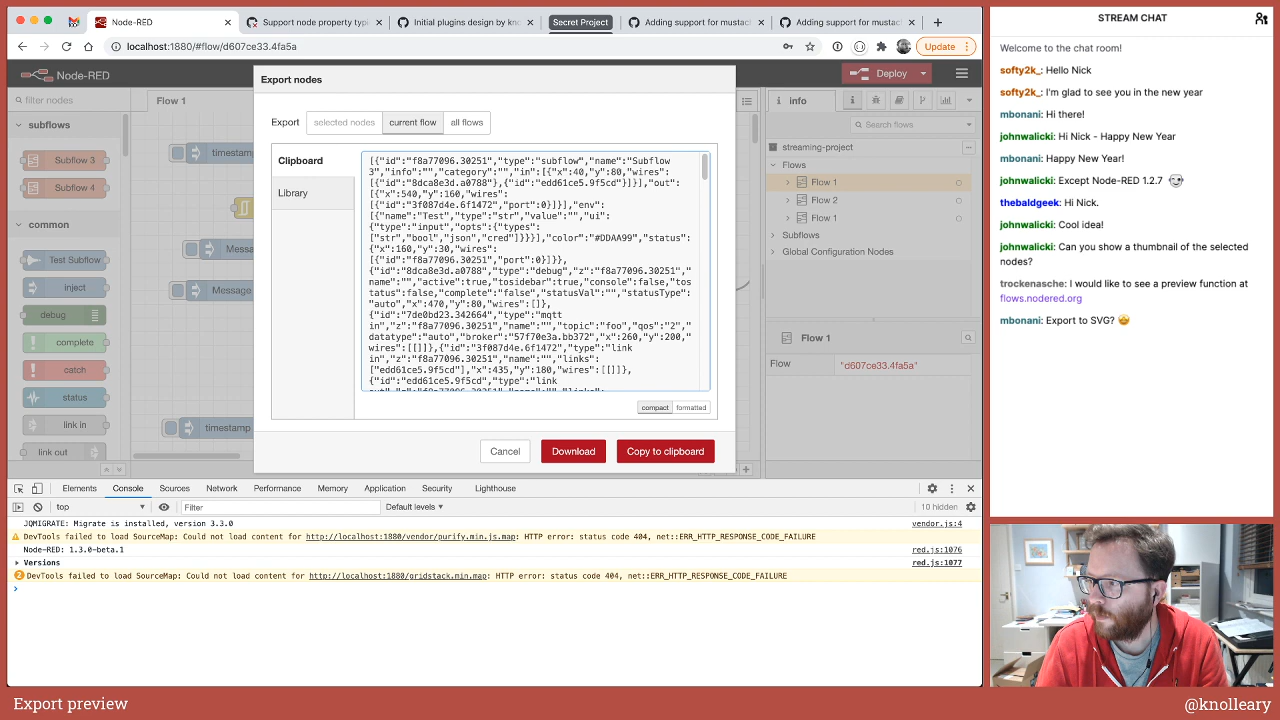 Node-RED
Support node property typi
Initial plugins design by kno
Secret Project
Adding support for mustach
Adding support for mustach
localhost:1880/#flow/d607ce33.4fa5a
Update
Node-RED
Deploy
filter nodes
subflows
Subflow 3
Subflow 4
common
Test Subflow
inject
debug
complete
catch
status
link in
link out
Flow 1
timestamp
Messa
Message
timestamp
Export nodes
Export
selected nodes
current flow
all flows
Clipboard
Library
[{"id":"f8a77096.30251","type":"subflow","name":"Subflow
3","info":"","category":"","in":[{"x":40,"y":80,"wires":
[{"id":"8dca8e3d.a0788"},{"id":"edd61ce5.9f5cd"}]}],"out":
[{"x":540,"y":160,"wires":
[{"id":"3f087d4e.6f1472","port":0}]}],"env":
[{"name":"Test","type":"str","value":"","ui":
{"type":"input","opts":{"types":
["str","bool","json","cred"]}}}],"color":"#DDAA99","status":
{"x":160,"y":30,"wires":
[{"id":"f8a77096.30251","port":0}]}},
{"id":"8dca8e3d.a0788","type":"debug","z":"f8a77096.30251","
name":"","active":true,"tosidebar":true,"console":false,"tos
tatus":false,"complete":"false","statusVal":"","statusType":
"auto","x":470,"y":80,"wires":[]},
{"id":"7de0bd23.342664","type":"mqtt
in","z":"f8a77096.30251","name":"","topic":"foo","qos":"2","
datatype":"auto","broker":"57f70e3a.bb372","x":260,"y":200,"
wires":[[]]},{"id":"3f087d4e.6f1472","type":"link
in","z":"f8a77096.30251","name":"","links":
["edd61ce5.9f5cd"],"x":435,"y":180,"wires":[[]]},
{"id":"edd61ce5.9f5cd","type":"link
compact
formatted
Cancel
Download
Copy to clipboard
info
Search flows
streaming-project
Flows
Flow 1
Flow 2
Flow 1
Subflows
Global Configuration Nodes
Flow 1
Flow
"d607ce33.4fa5a"
Elements
Console
Sources
Network
Performance
Memory
Application
Security
Lighthouse
top
Filter
Default levels
10 hidden
JQMIGRATE: Migrate is installed, version 3.3.0
vendor.js:4
DevTools failed to load SourceMap: Could not load content for http://localhost:1880/vendor/purify.min.js.map: HTTP error: status code 404, net::ERR_HTTP_RESPONSE_CODE_FAILURE
Node-RED: 1.3.0-beta.1
red.js:1076
Versions
red.js:1077
2 DevTools failed to load SourceMap: Could not load content for http://localhost:1880/gridstack.min.map: HTTP error: status code 404, net::ERR_HTTP_RESPONSE_CODE_FAILURE
STREAM CHAT
Welcome to the chat room!
softy2k_: Hello Nick
softy2k_: I'm glad to see you in the new year
mbonani: Hi there!
johnwalicki: Hi Nick - Happy New Year
mbonani: Happy New Year!
johnwalicki: Except Node-RED 1.2.7
thebaldgeek: Hi Nick.
johnwalicki: Cool idea!
johnwalicki: Can you show a thumbnail of the selected
nodes?
trockenasche: I would like to see a preview function at
flows.nodered.org
mbonani: Export to SVG? 🤩
Export preview
@knolleary